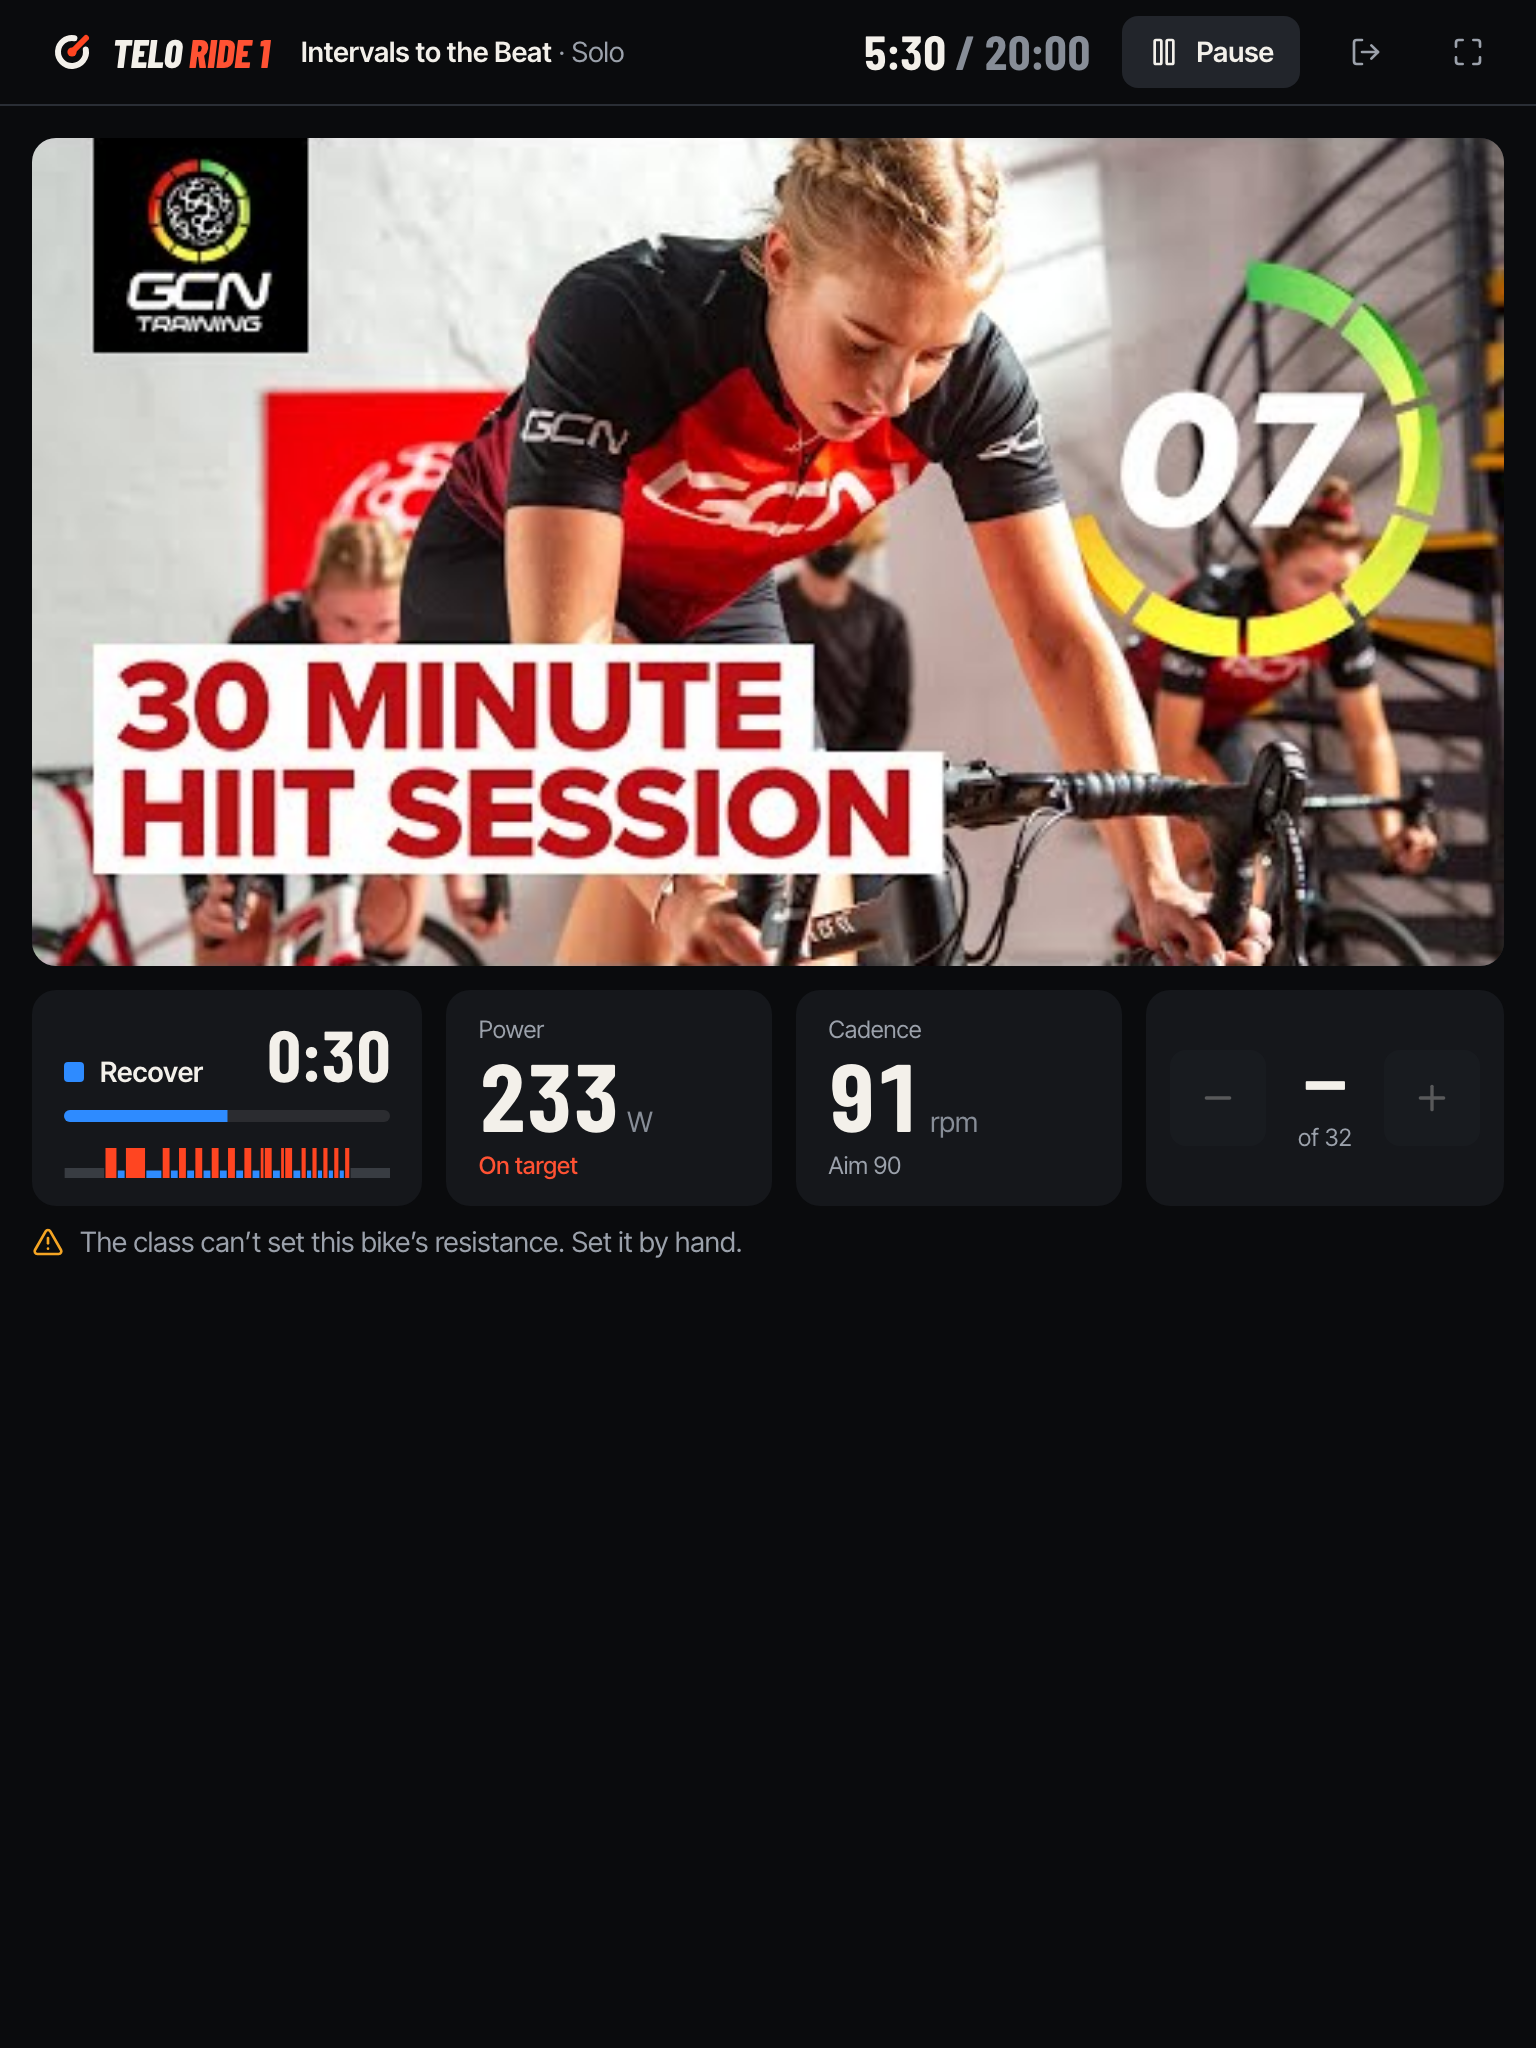 TELO RIDE 1 Intervals to the Beat · Solo 5:30 / 20:00 Pause
GCN
TRAINING
GCN
GCN
07
30 MINUTE
HIIT SESSION
Recover 0:30
Power
233 W
On target
Cadence
91 rpm
Aim 90
– of 32
The class can’t set this bike’s resistance. Set it by hand.